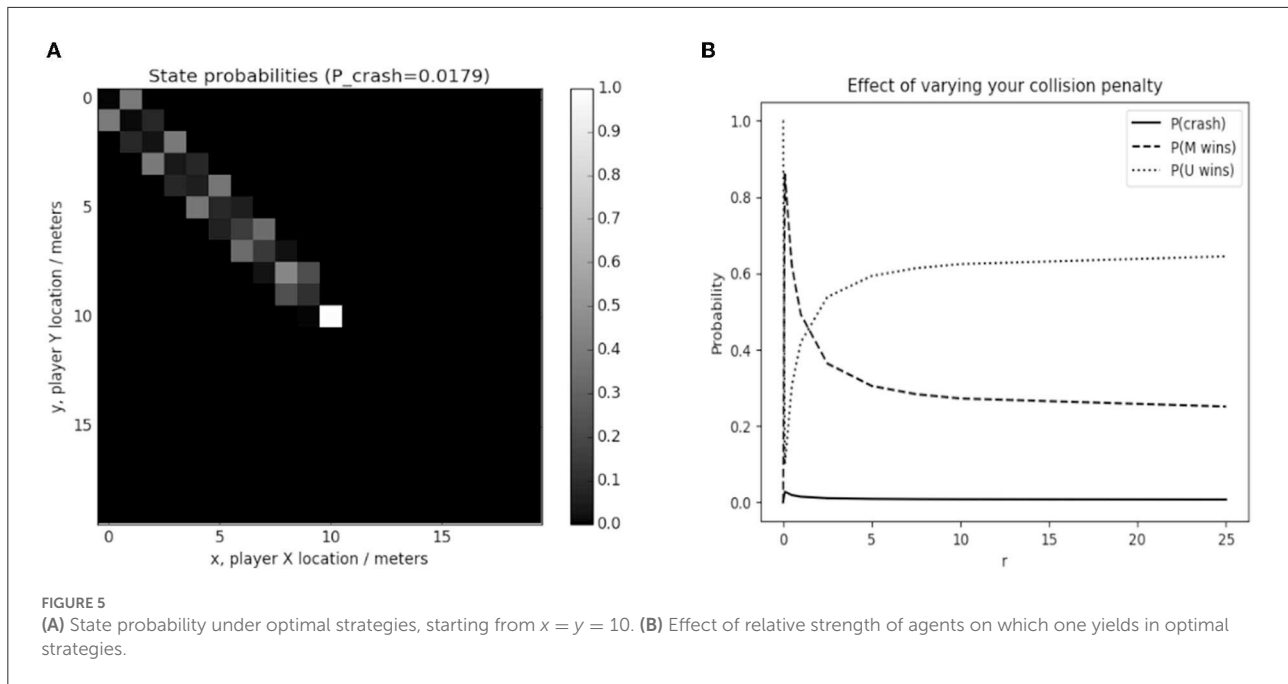 A
State probabilities (P_crash=0.0179)
0
5
10
15
y, player Y location / meters
0
5
10
15
x, player X location / meters
1.0
0.9
0.8
0.7
0.6
0.5
0.4
0.3
0.2
0.1
0.0
B
Effect of varying your collision penalty
1.0
0.8
0.6
0.4
0.2
0.0
Probability
P(crash)
P(M wins)
P(U wins)
0
5
10
15
20
25
r
FIGURE 5
(A) State probability under optimal strategies, starting from x = y = 10. (B) Effect of relative strength of agents on which one yields in optimal
strategies.